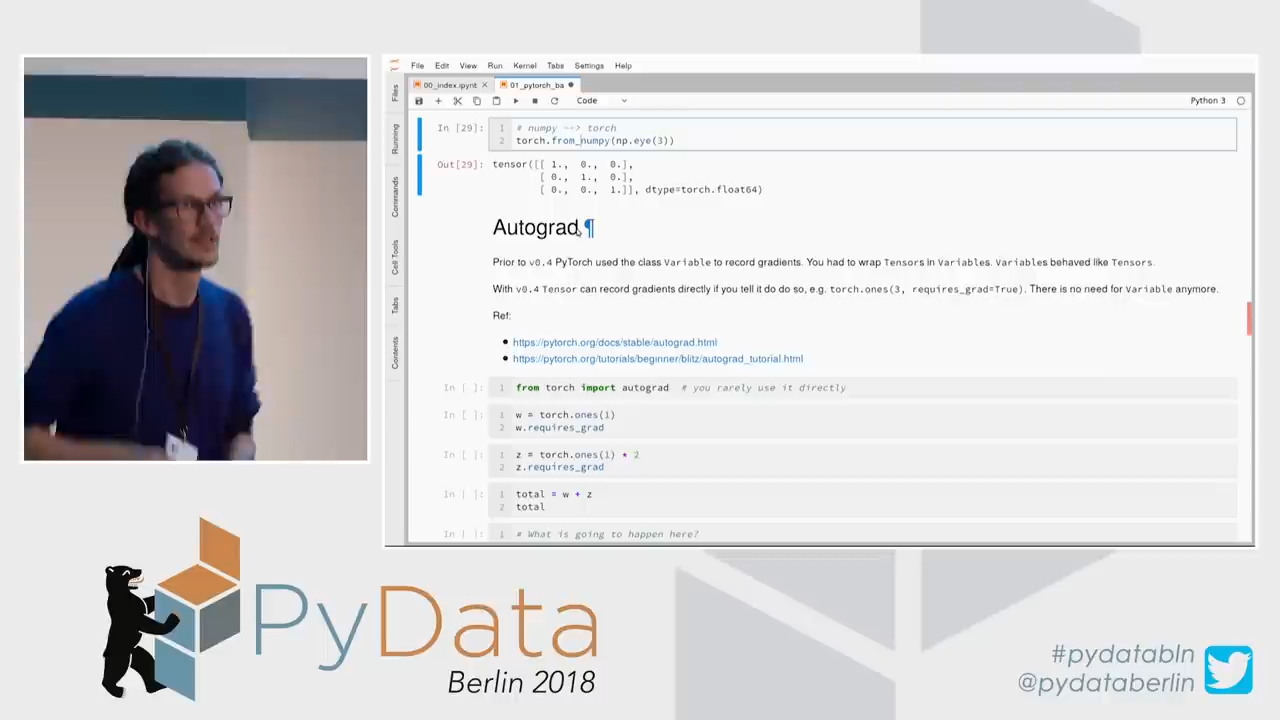 File Edit View Run Kernel Tabs Settings Help
00_index.ipynt 01_pytorch_ba
Code Python 3
Files
Running
Commands
Cell Tools
Tabs
Contents
In [29]: 1 # numpy --> torch
2 torch.from_numpy(np.eye(3))
Out[29]: tensor([[ 1., 0., 0.],
[ 0., 1., 0.],
[ 0., 0., 1.]], dtype=torch.float64)
Autograd¶
Prior to v0.4 PyTorch used the class Variable to record gradients. You had to wrap Tensors in Variables. Variables behaved like Tensors.
With v0.4 Tensor can record gradients directly if you tell it do do so, e.g. torch.ones(3, requires_grad=True). There is no need for Variable anymore.
Ref:
• https://pytorch.org/docs/stable/autograd.html
• https://pytorch.org/tutorials/beginner/blitz/autograd_tutorial.html
In [ ]: 1 from torch import autograd # you rarely use it directly
In [ ]: 1 w = torch.ones(1)
2 w.requires_grad
In [ ]: 1 z = torch.ones(1) * 2
2 z.requires_grad
In [ ]: 1 total = w + z
2 total
In [ ]: 1 # What is going to happen here?
PyData
Berlin 2018
#pydatabln
@pydataberlin